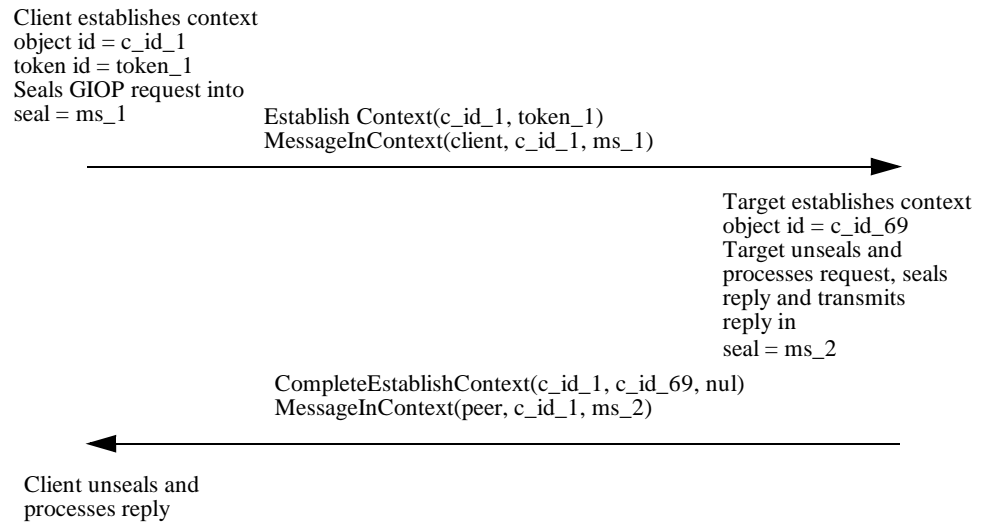 Client establishes context
object id = c_id_1
token id = token_1
Seals GIOP request into
seal = ms_1
Establish Context(c_id_1, token_1)
MessageInContext(client, c_id_1, ms_1)
Target establishes context
object id = c_id_69
Target unseals and
processes request, seals
reply and transmits
reply in
seal = ms_2
CompleteEstablishContext(c_id_1, c_id_69, nul)
MessageInContext(peer, c_id_1, ms_2)
Client unseals and
processes reply